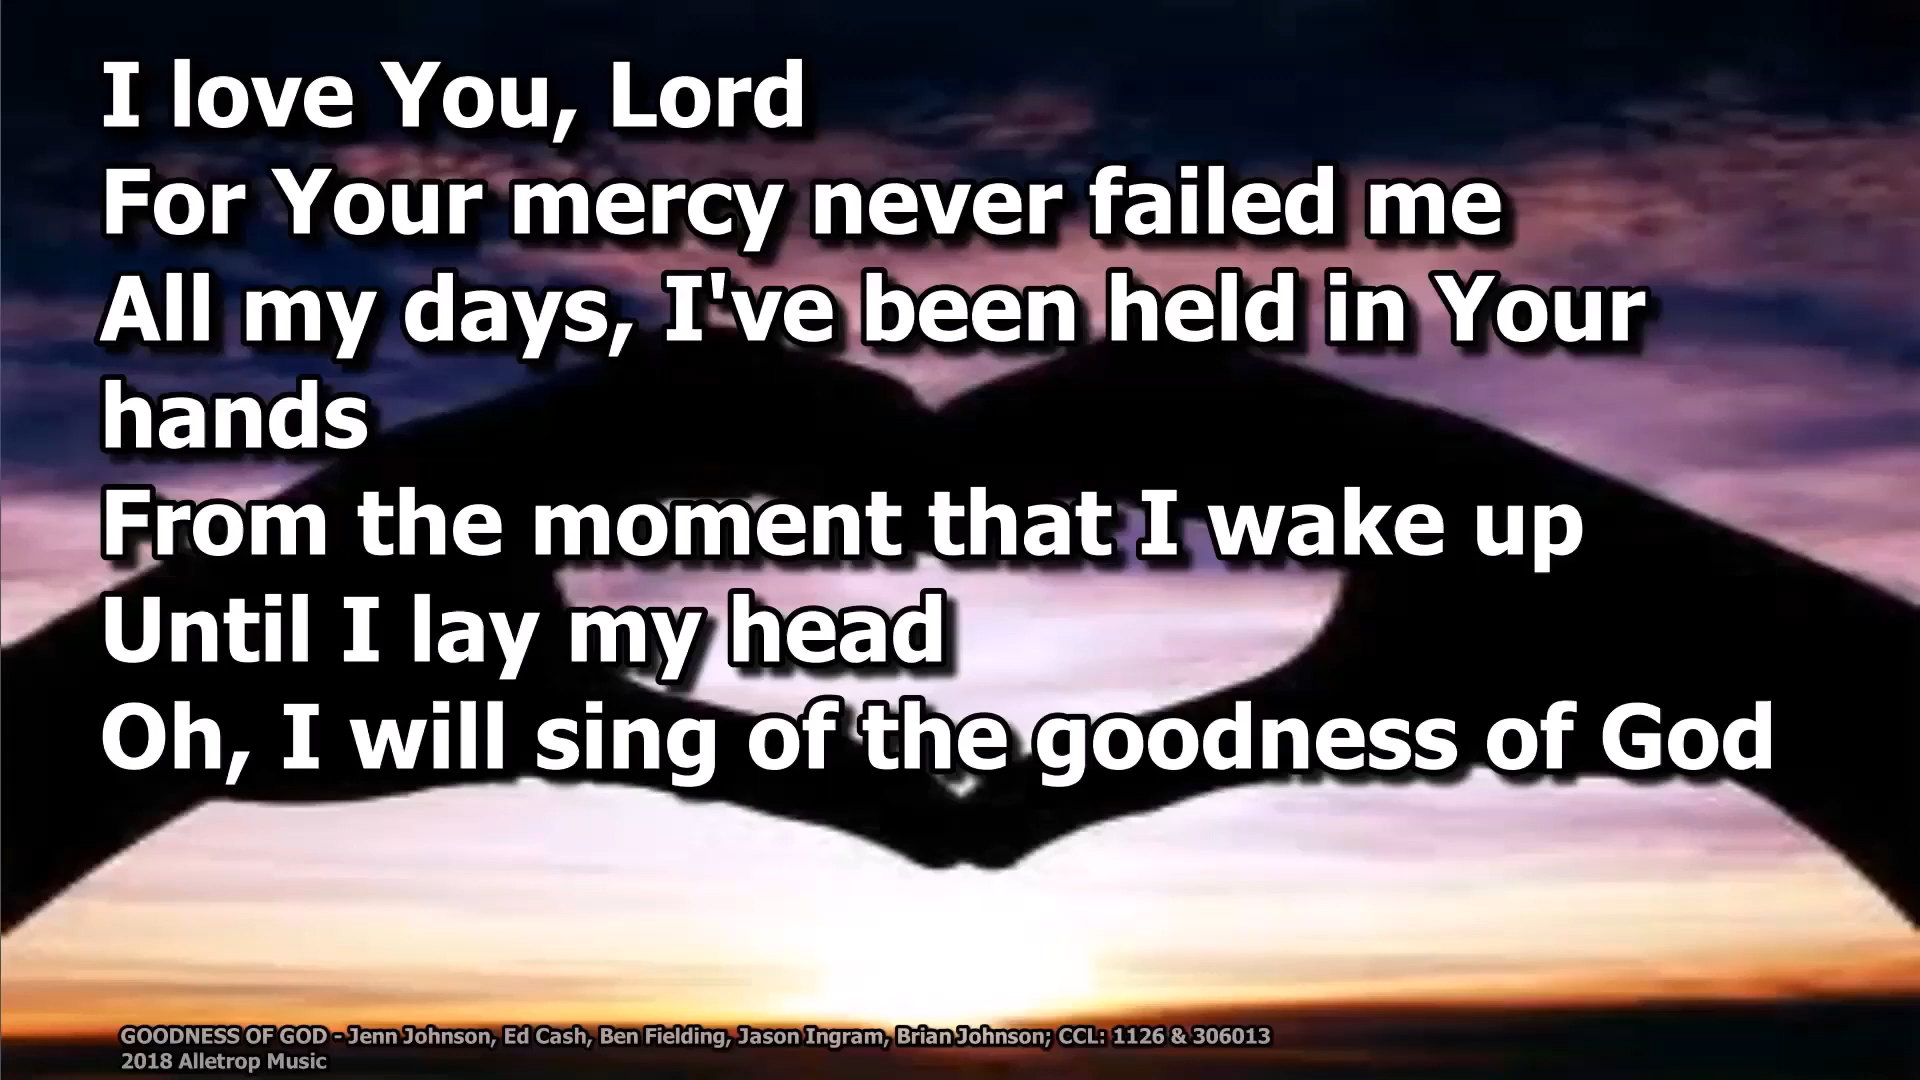 I love You, Lord
For Your mercy never failed me
All my days, I've been held in Your
hands
From the moment that I wake up
Until I lay my head
Oh, I will sing of the goodness of God
GOODNESS OF GOD - Jenn Johnson, Ed Cash, Ben Fielding, Jason Ingram, Brian Johnson; CCL: 1126 & 306013
2018 Alletrop Music